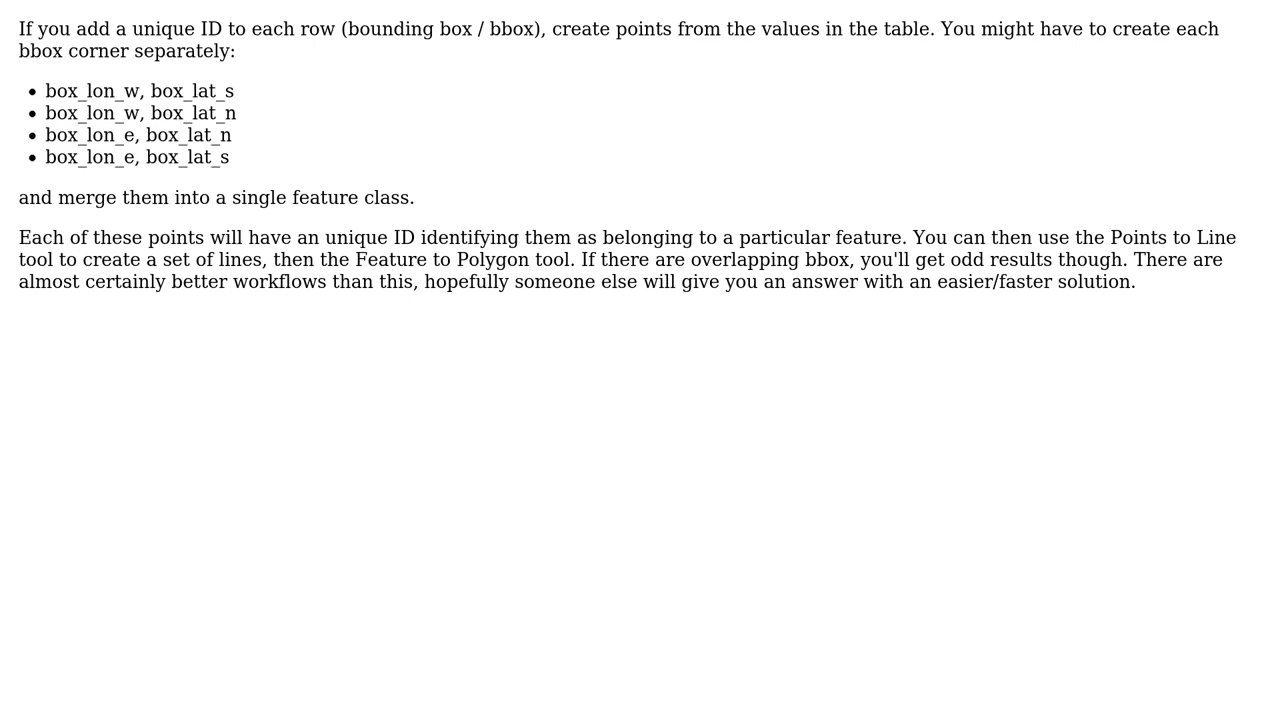 If you add a unique ID to each row (bounding box / bbox), create points from the values in the table. You might have to create each
bbox corner separately:
• box_lon_w, box_lat_s
• box_lon_w, box_lat_n
• box_lon_e, box_lat_n
• box_lon_e, box_lat_s
and merge them into a single feature class.
Each of these points will have an unique ID identifying them as belonging to a particular feature. You can then use the Points to Line
tool to create a set of lines, then the Feature to Polygon tool. If there are overlapping bbox, you'll get odd results though. There are
almost certainly better workflows than this, hopefully someone else will give you an answer with an easier/faster solution.